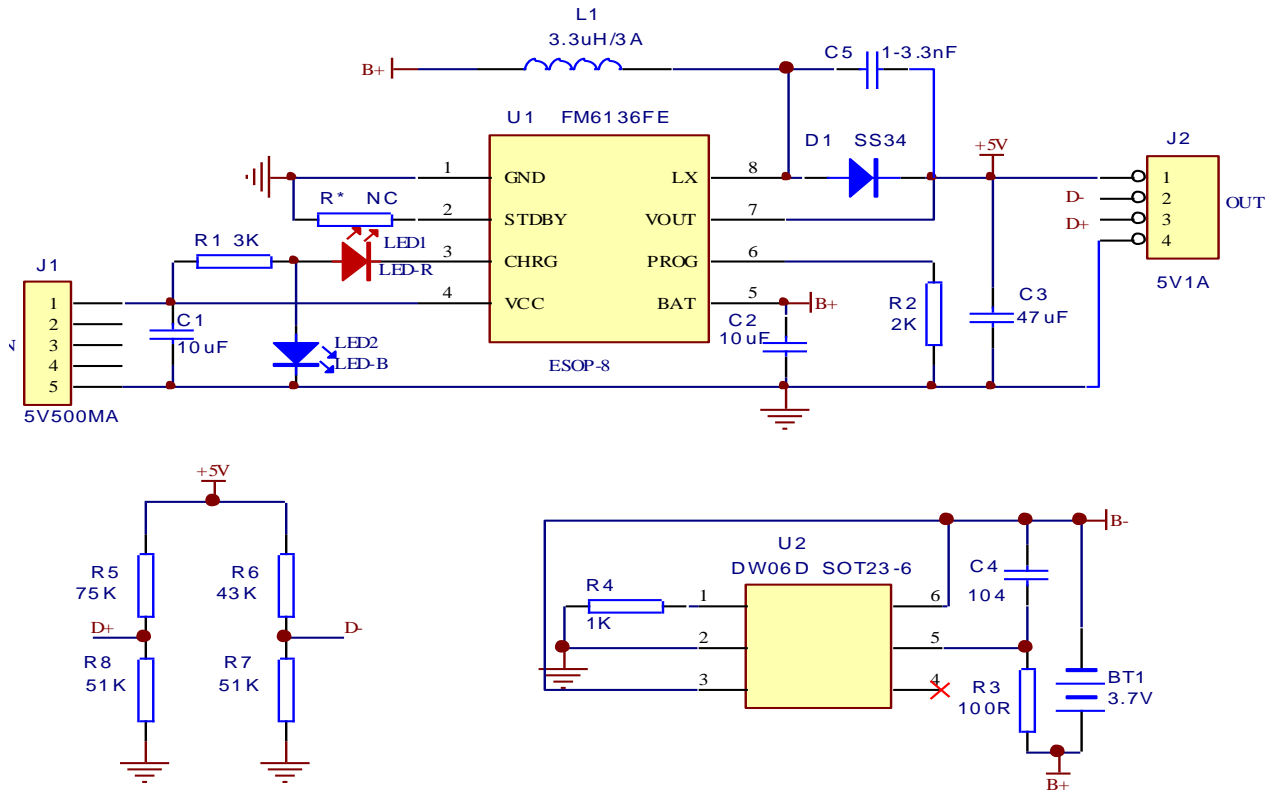 L1
3.3uH/3A
B+
C5 1-3.3nF
U1 FM6136FE
D1 SS34
+5V
J2
1 GND LX 8
1
R* NC
2 STDBY VOUT 7
D- 2
OUT
D+ 3
4
5V1A
R1 3K
LED1
LED-R
3 CHRG PROG 6
J1
4 VCC BAT 5
B+
1
2
3
4
5
5V500MA
C1
10uF
LED2
LED-B
ESOP-8
C2
10uF
R2
2K
C3
47uF
+5V
R5
75K
R6
43K
D+
D-
R8
51K
R7
51K
B-
U2
DW06D SOT23-6
R4
1K
1
2
3
6
5
4
C4
104
R3
100R
BT1
3.7V
B+